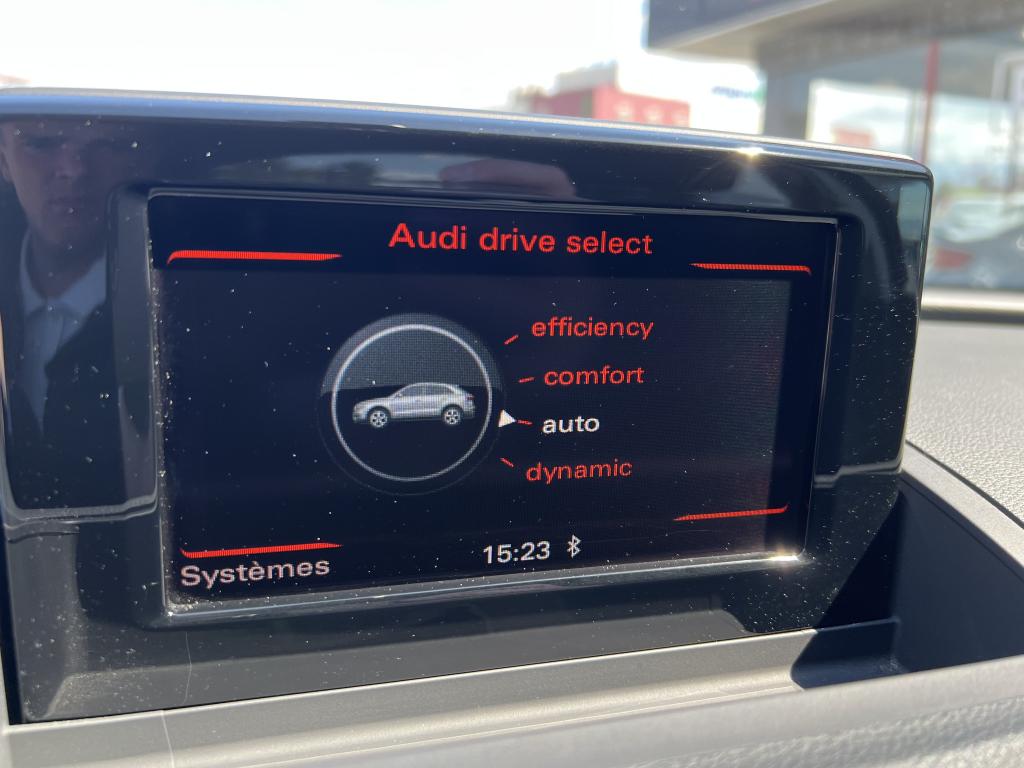 Audi drive select
efficiency
comfort
auto
dynamic
15:23
Systèmes